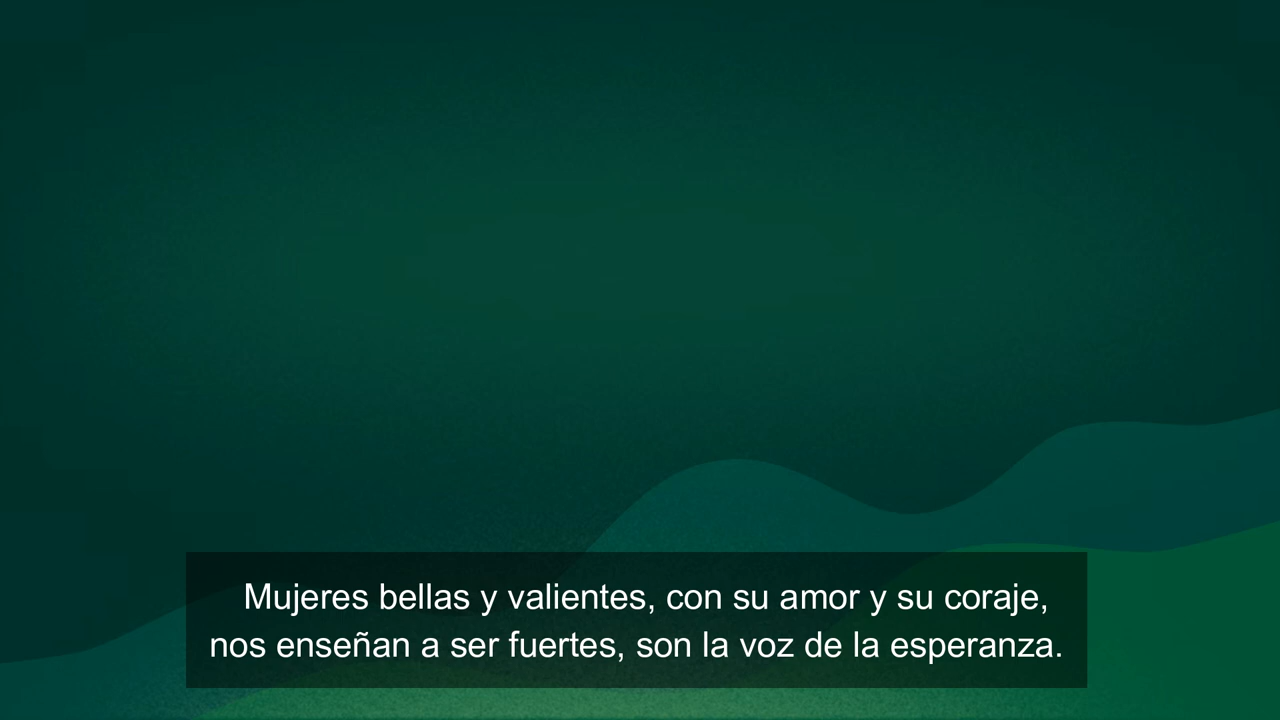 Mujeres bellas y valientes, con su amor y su coraje,
nos enseñan a ser fuertes, son la voz de la esperanza.